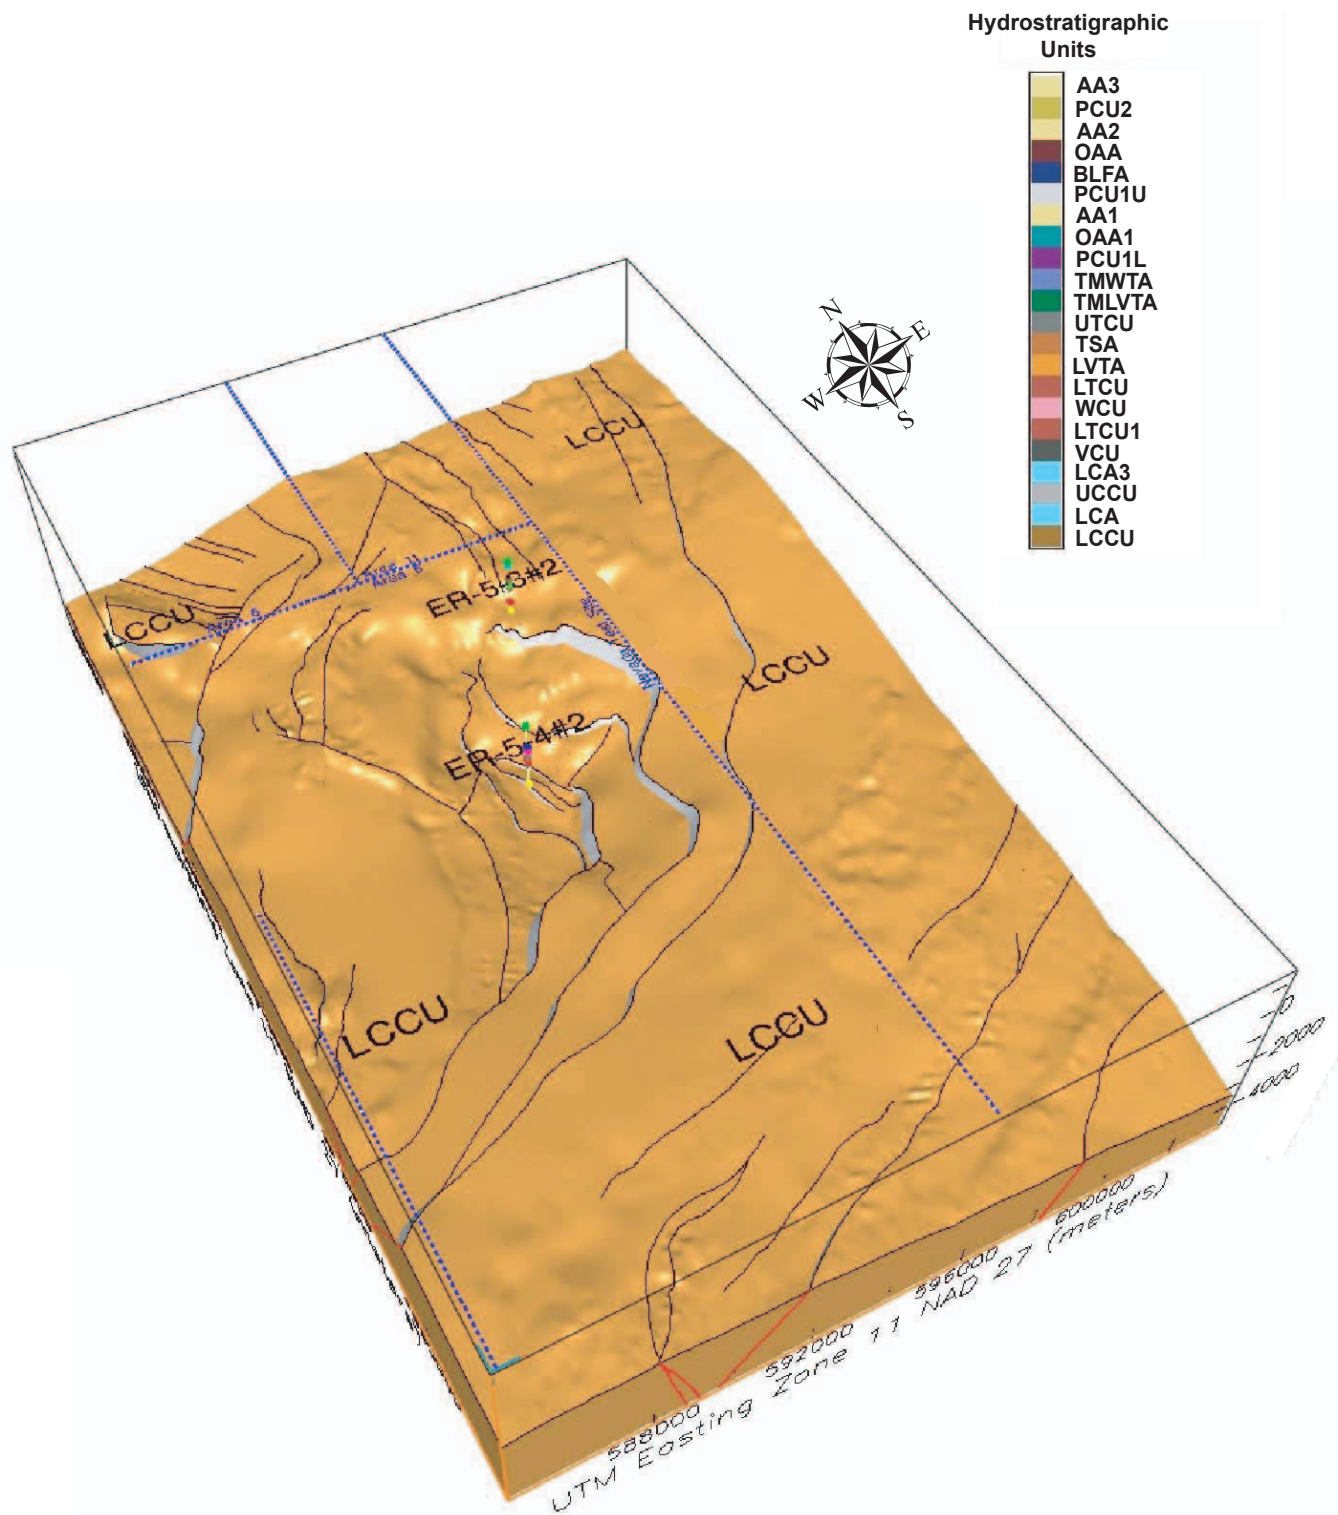 Hydrostratigraphic
Units
AA3
PCU2
AA2
OAA
BLFA
PCU1U
AA1
OAA1
PCU1L
TMWTA
TMLVTA
UTCU
TSA
LVTA
LTCU
WCU
LTCU1
VCU
LCA3
UCCU
LCA
LCCU
N
E
W
S
LCCU
ER-5-3#2
LCCU
LCCU
ER-5-4#2
LCCU
LCCU
0
2000
4000
600000
596000
592000
588000
UTM Easting Zone 11 NAD 27 (meters)